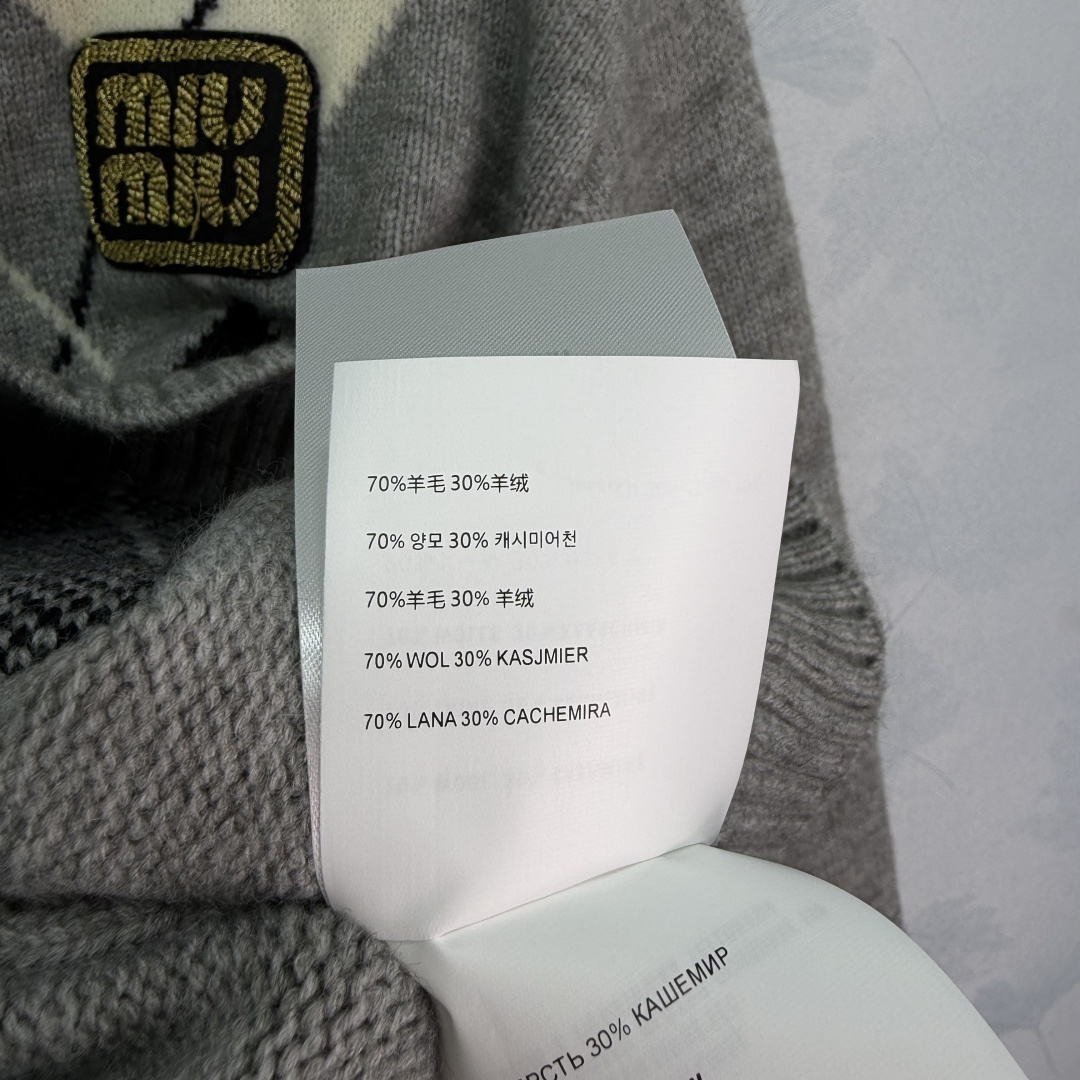 MIU
MIU
70%羊毛 30%羊绒
70% 양모 30% 캐시미어천
70%羊毛 30% 羊绒
70% WOL 30% KASJMIER
70% LANA 30% CACHEMIRA
30% КАШЕМИР